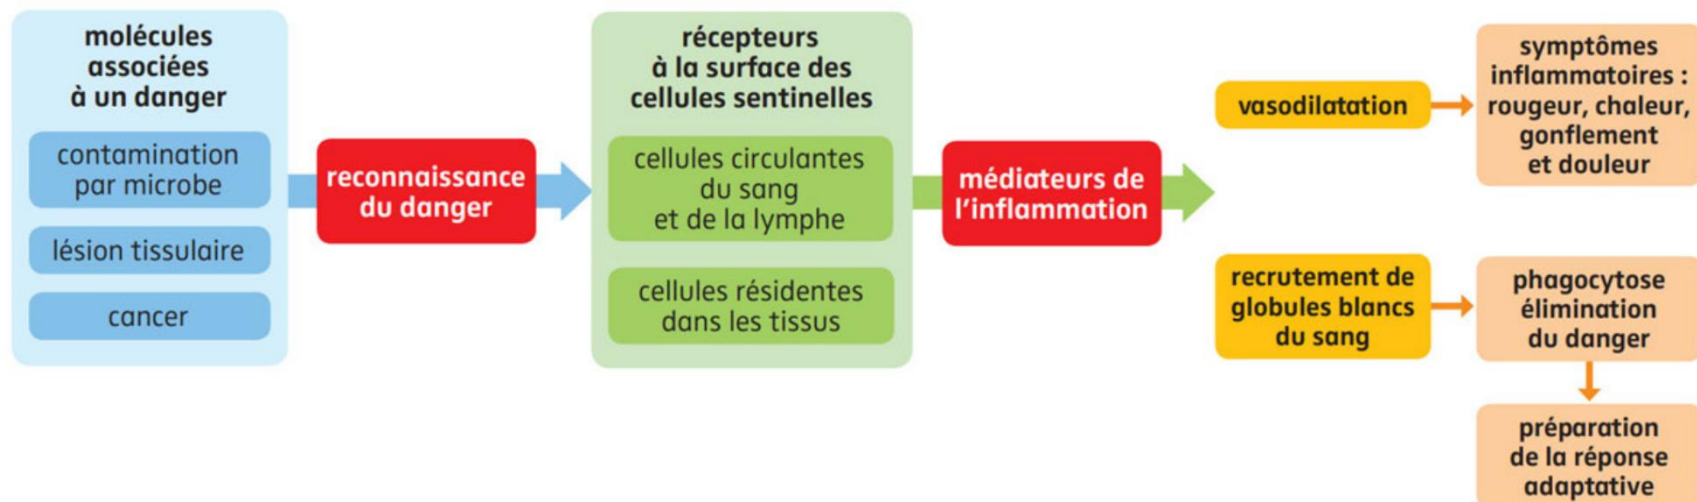 molécules
associées
à un danger
contamination
par microbe
lésion tissulaire
cancer
reconnaissance
du danger
récepteurs
à la surface des
cellules sentinelles
cellules circulantes
du sang
et de la lymphe
cellules résidentes
dans les tissus
médiateurs de
l'inflammation
vasodilatation
symptômes
inflammatoires :
rougeur, chaleur,
gonflement
et douleur
recrutement de
globules blancs
du sang
phagocytose
élimination
du danger
préparation
de la réponse
adaptative